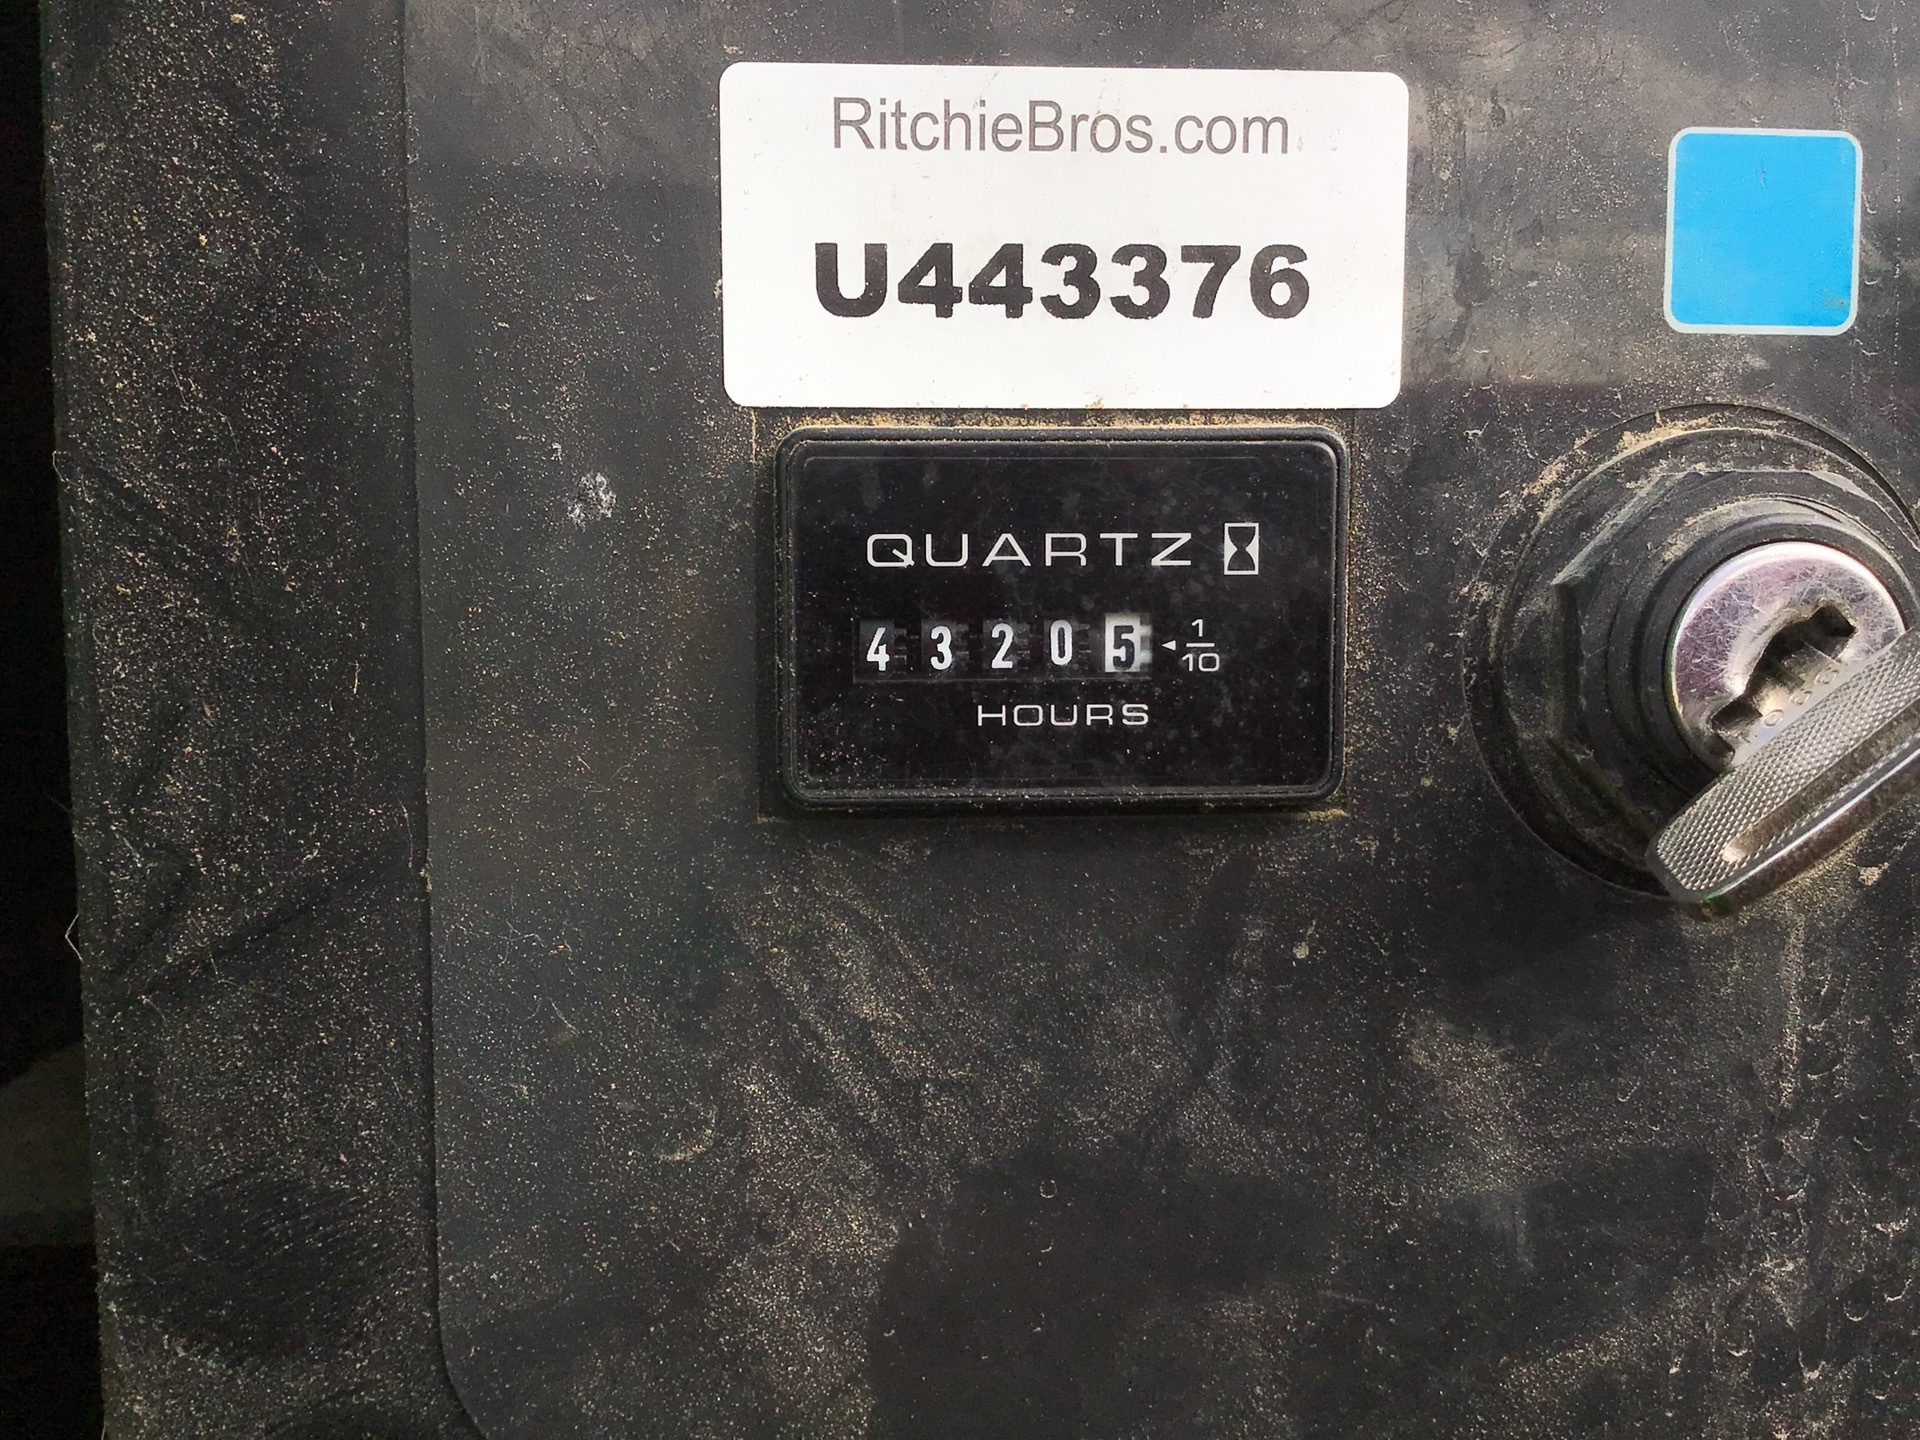 RitchieBros.com
U443376
QUARTZ
43205 ◄ 1/10
HOURS